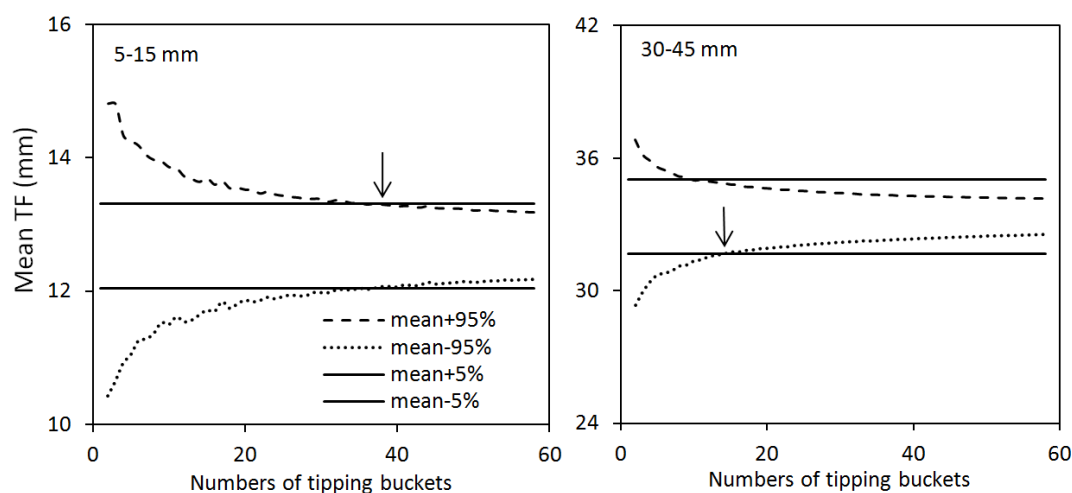 Mean TF (mm)
16
14
12
10
5-15 mm
mean+95%
mean-95%
mean+5%
mean-5%
0 20 40 60
Numbers of tipping buckets
42
36
30
24
30-45 mm
0 20 40 60
Numbers of tipping buckets